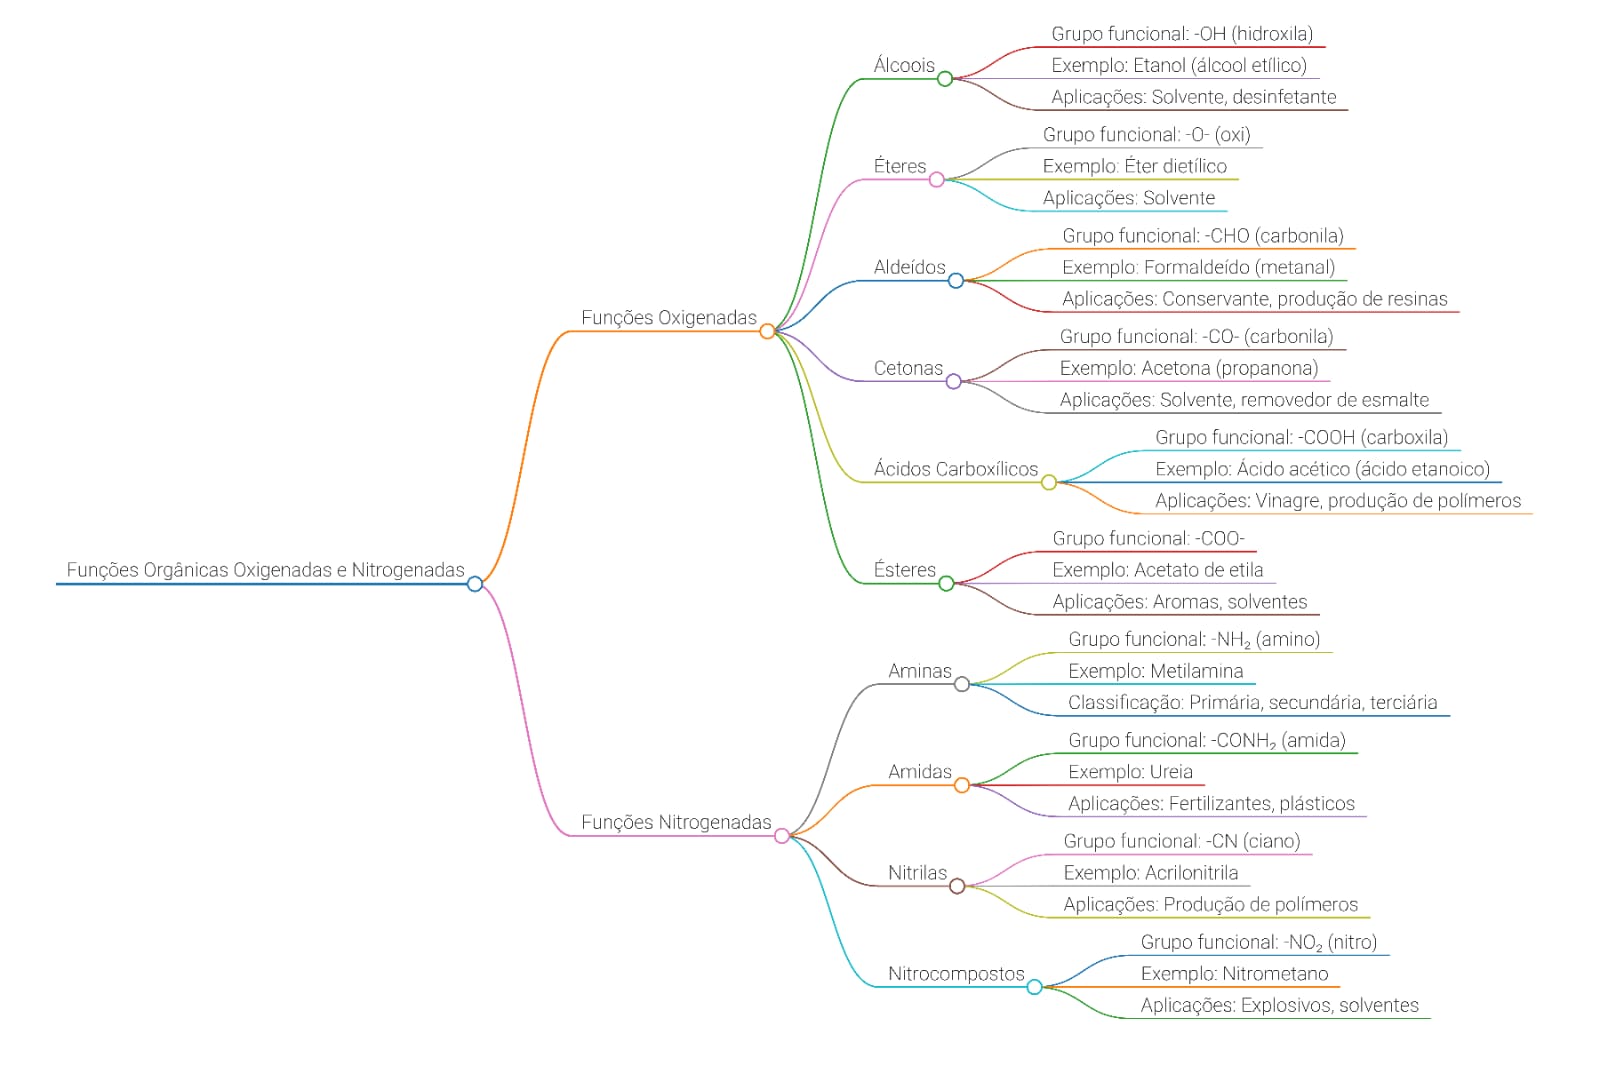 Funções Orgânicas Oxigenadas e Nitrogenadas
Funções Oxigenadas
Álcoois
Grupo funcional: -OH (hidroxila)
Exemplo: Etanol (álcool etílico)
Aplicações: Solvente, desinfetante
Éteres
Grupo funcional: -O- (oxi)
Exemplo: Éter dietílico
Aplicações: Solvente
Aldeídos
Grupo funcional: -CHO (carbonila)
Exemplo: Formaldeído (metanal)
Aplicações: Conservante, produção de resinas
Cetonas
Grupo funcional: -CO- (carbonila)
Exemplo: Acetona (propanona)
Aplicações: Solvente, removedor de esmalte
Ácidos Carboxílicos
Grupo funcional: -COOH (carboxila)
Exemplo: Ácido acético (ácido etanoico)
Aplicações: Vinagre, produção de polímeros
Ésteres
Grupo funcional: -COO-
Exemplo: Acetato de etila
Aplicações: Aromas, solventes
Funções Nitrogenadas
Aminas
Grupo funcional: -NH₂ (amino)
Exemplo: Metilamina
Classificação: Primária, secundária, terciária
Amidas
Grupo funcional: -CONH₂ (amida)
Exemplo: Ureia
Aplicações: Fertilizantes, plásticos
Nitrilas
Grupo funcional: -CN (ciano)
Exemplo: Acrilonitrila
Aplicações: Produção de polímeros
Nitrocompostos
Grupo funcional: -NO₂ (nitro)
Exemplo: Nitrometano
Aplicações: Explosivos, solventes